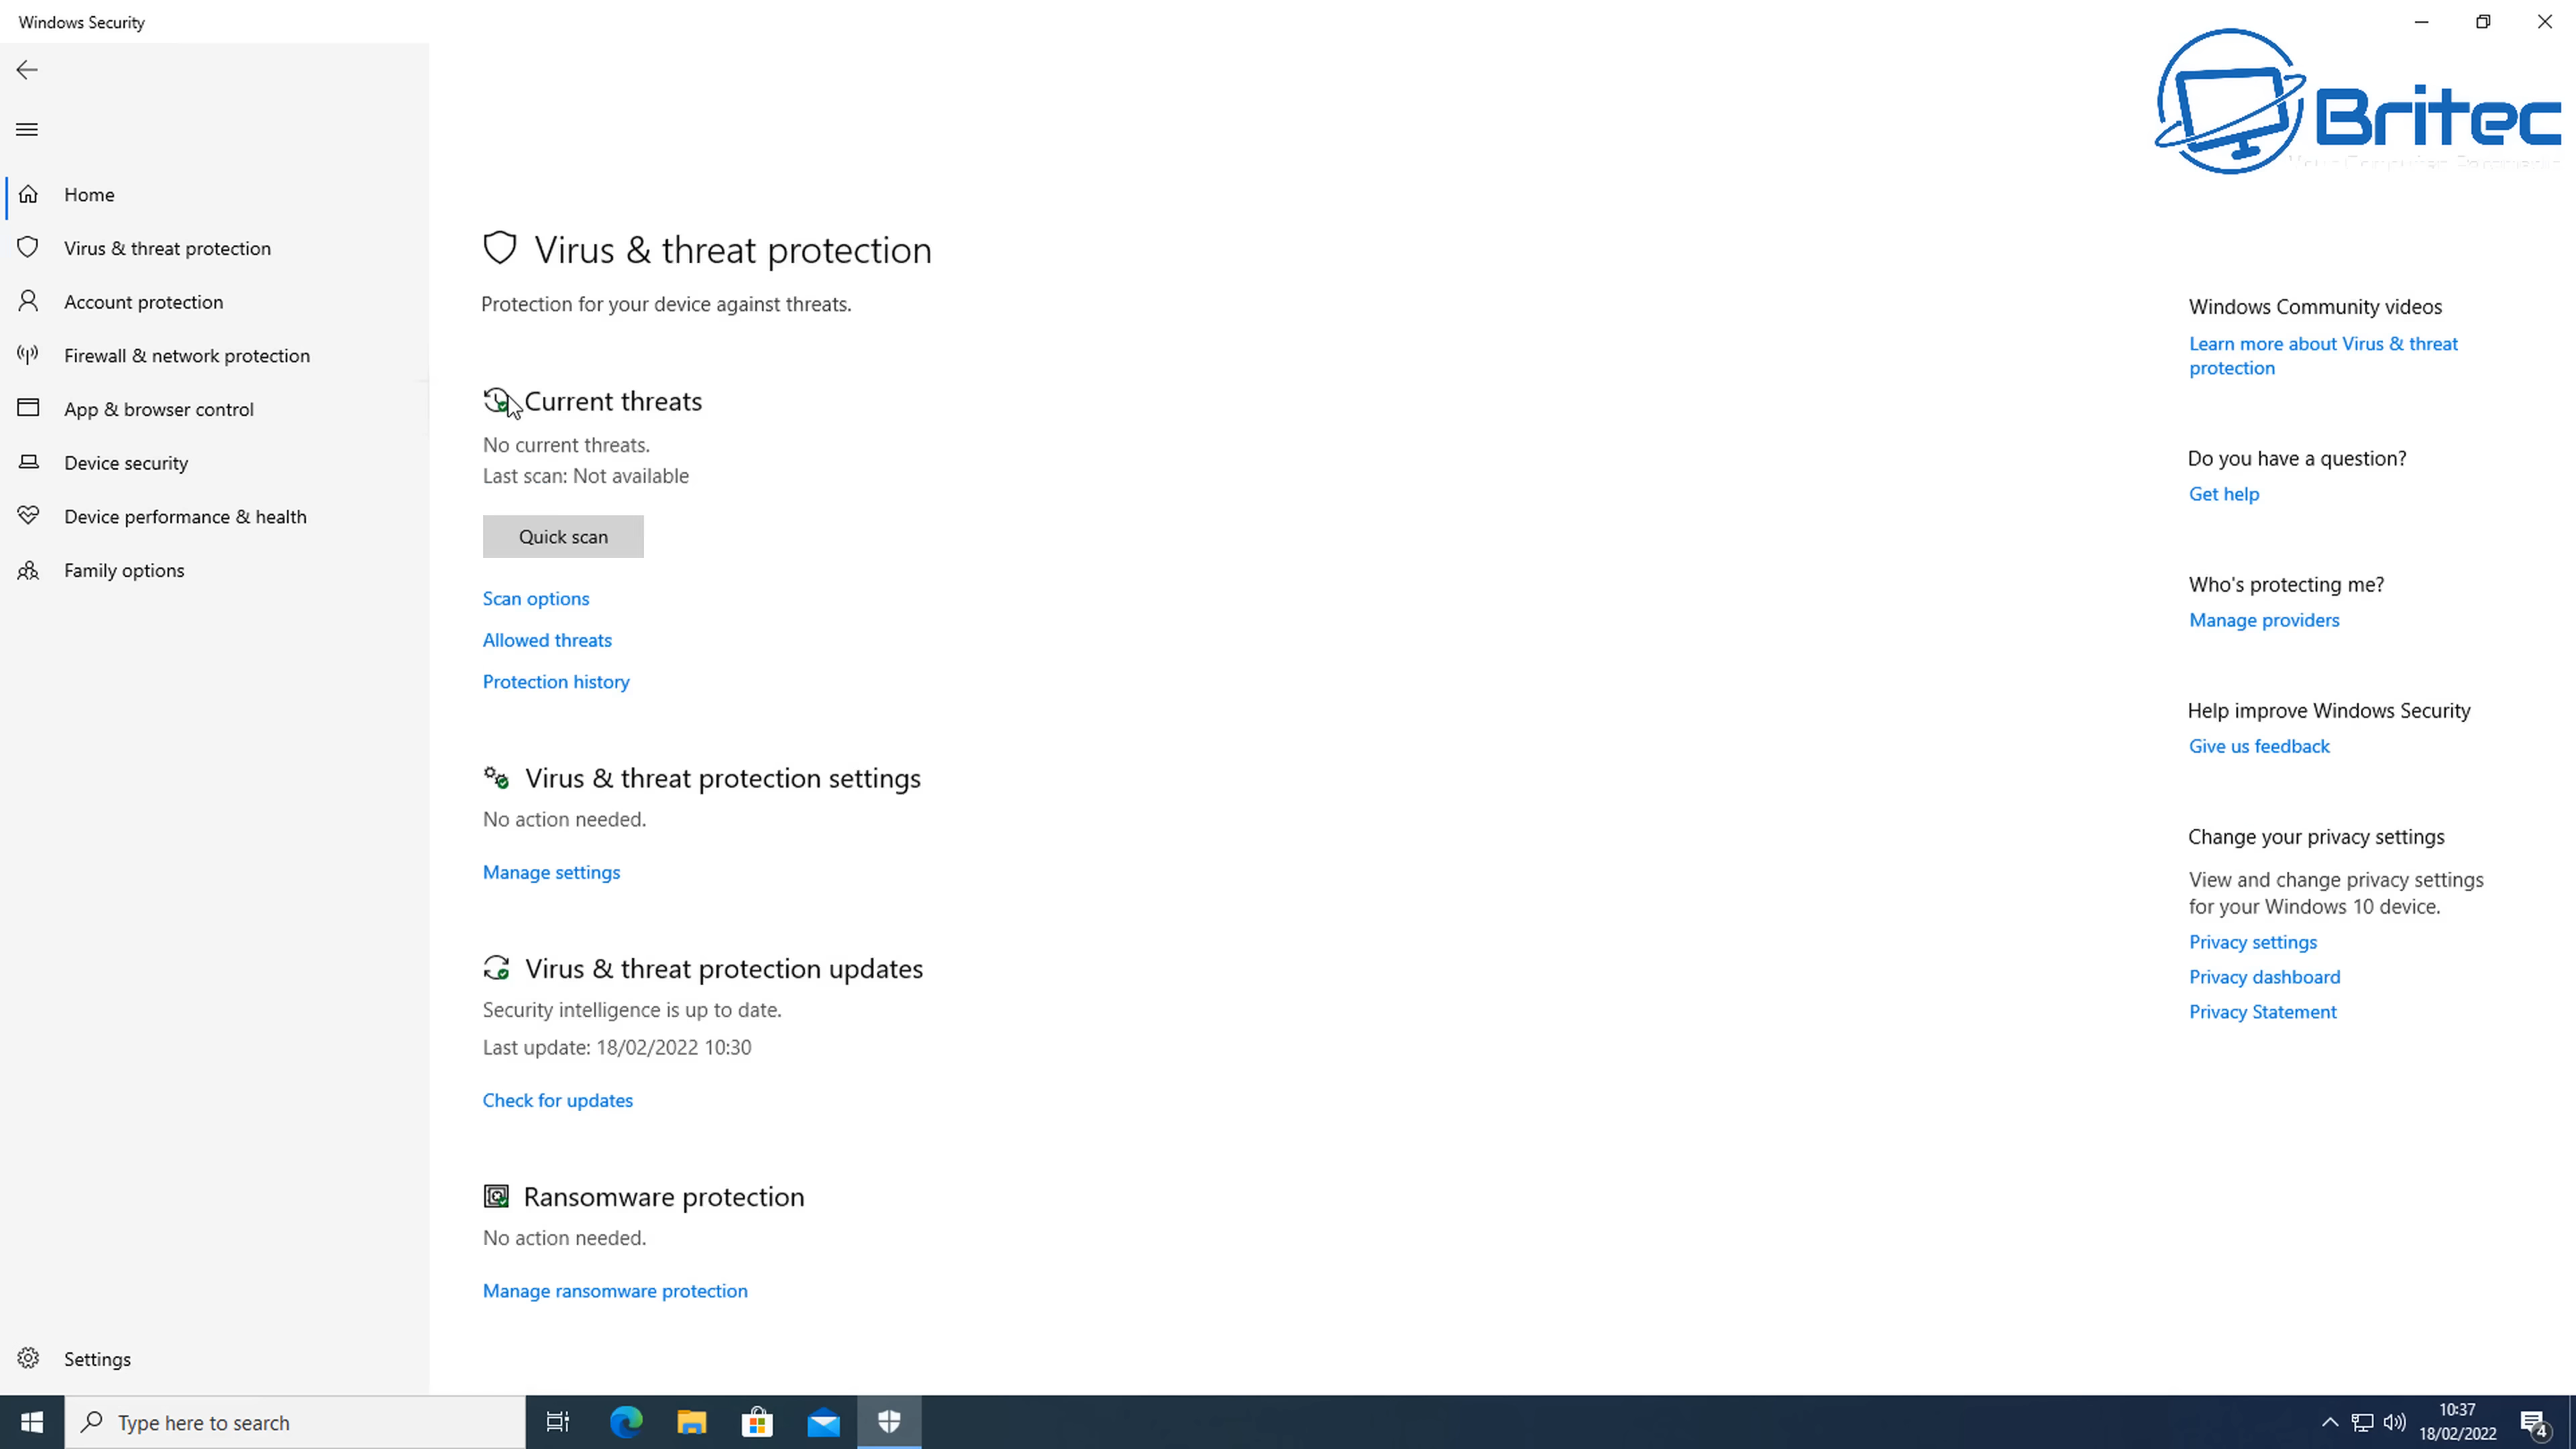 Windows Security
Britec
Home
Virus & threat protection
Account protection
Firewall & network protection
App & browser control
Device security
Device performance & health
Family options
Settings
Virus & threat protection
Protection for your device against threats.
Current threats
No current threats.
Last scan: Not available
Quick scan
Scan options
Allowed threats
Protection history
Virus & threat protection settings
No action needed.
Manage settings
Virus & threat protection updates
Security intelligence is up to date.
Last update: 18/02/2022 10:30
Check for updates
Ransomware protection
No action needed.
Manage ransomware protection
Windows Community videos
Learn more about Virus & threat
protection
Do you have a question?
Get help
Who's protecting me?
Manage providers
Help improve Windows Security
Give us feedback
Change your privacy settings
View and change privacy settings
for your Windows 10 device.
Privacy settings
Privacy dashboard
Privacy Statement
Type here to search
10:37
18/02/2022
4